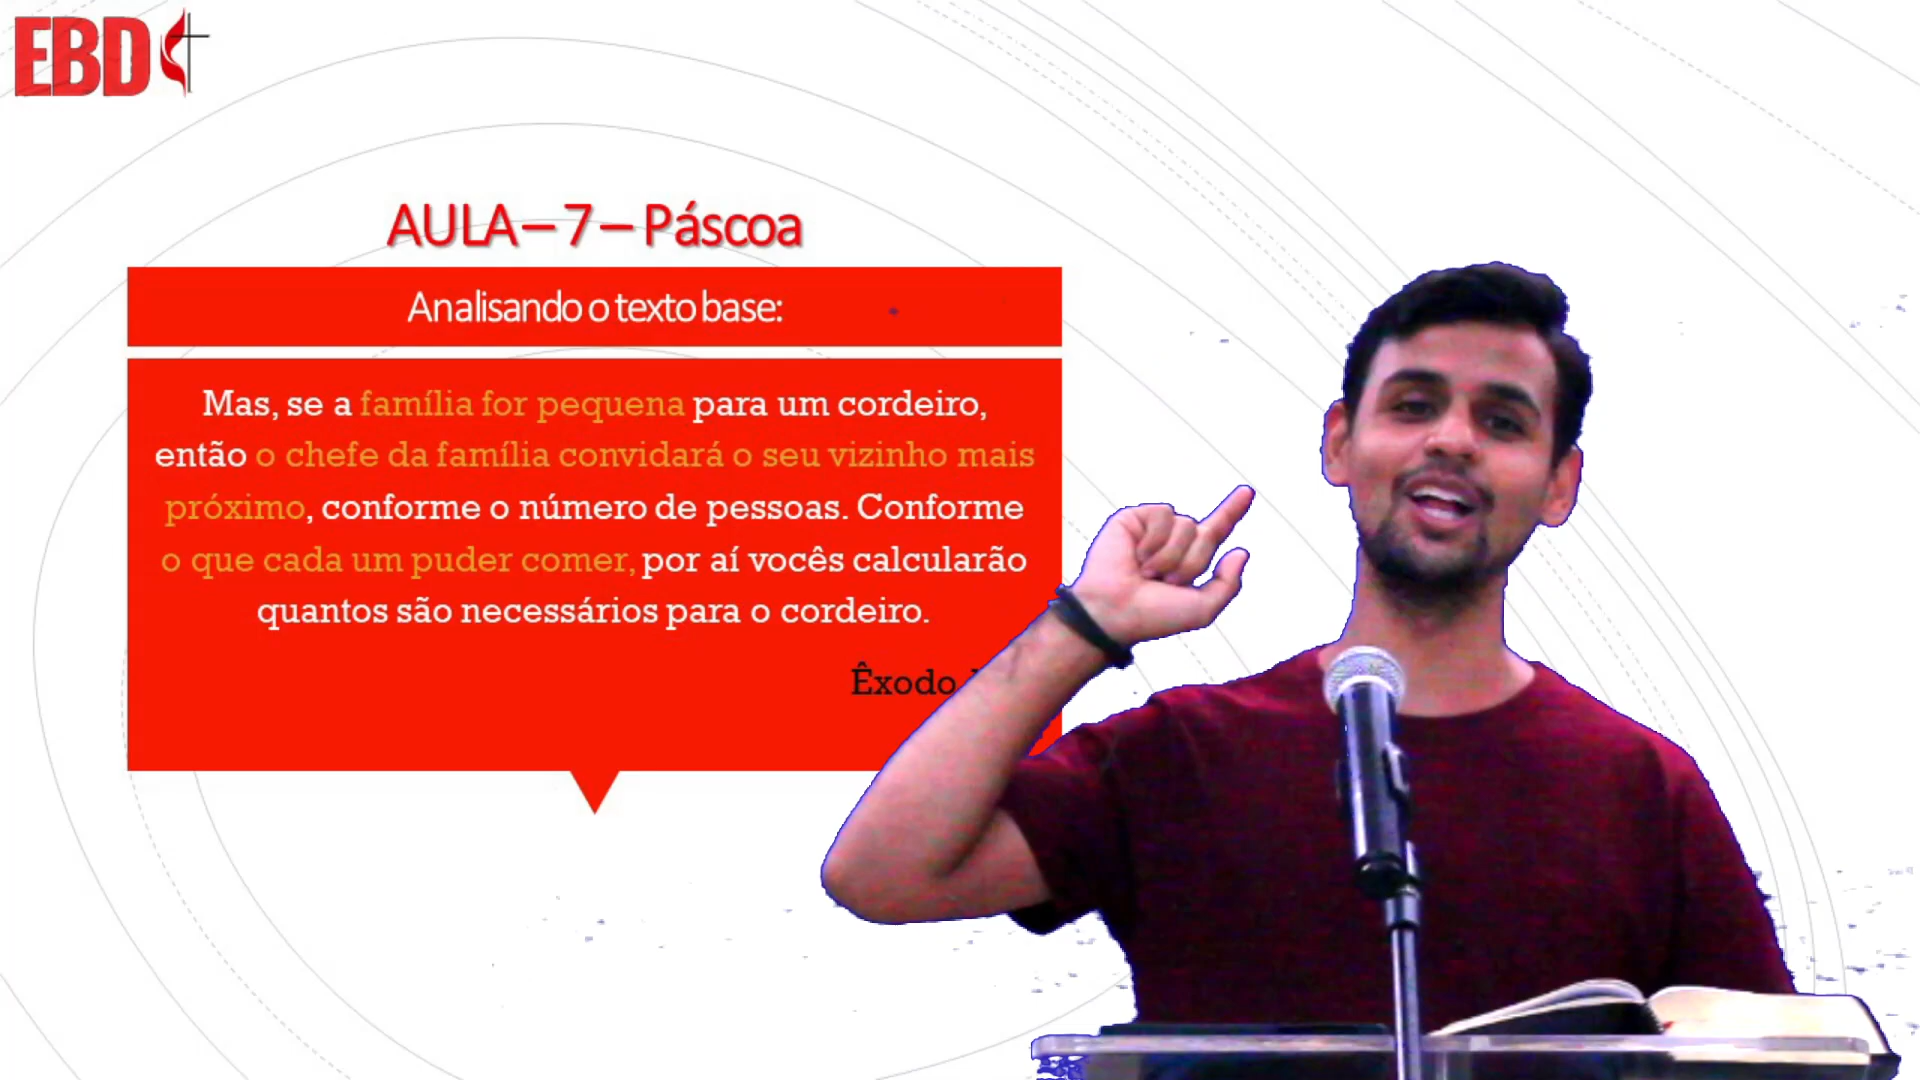 EBD
AULA – 7 – Páscoa
Analisando o texto base:
Mas, se a família for pequena para um cordeiro,
então o chefe da família convidará o seu vizinho mais
próximo, conforme o número de pessoas. Conforme
o que cada um puder comer, por aí vocês calcularão
quantos são necessários para o cordeiro.
Êxodo